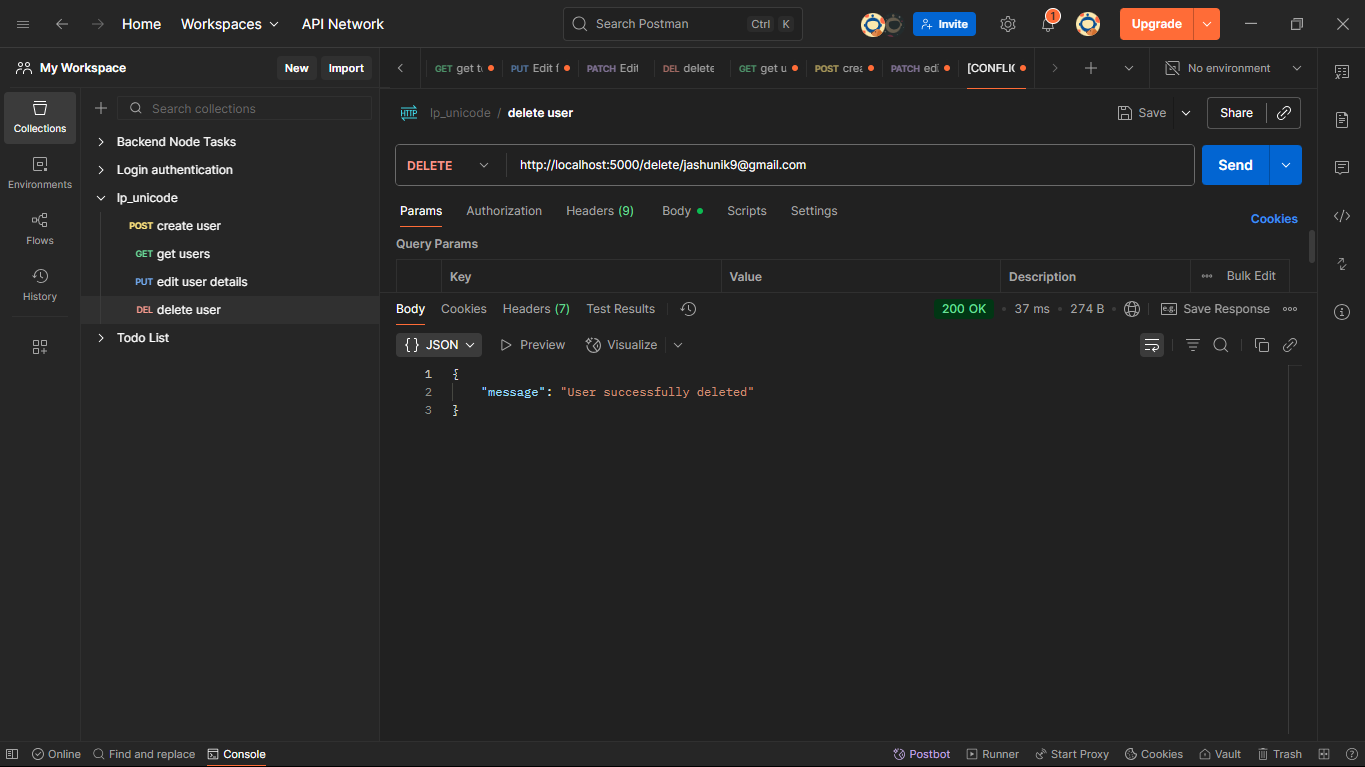 Home Workspaces API Network Search Postman Ctrl K Invite 1 Upgrade
My Workspace New Import
GET get t PUT Edit f PATCH Edit DEL delete GET get u POST crea PATCH edi [CONFLIC No environment
Collections
Environments
Flows
History
Search collections
Backend Node Tasks
Login authentication
lp_unicode
POST create user
GET get users
PUT edit user details
DEL delete user
Todo List
HTTP lp_unicode / delete user Save Share
DELETE http://localhost:5000/delete/jashunik9@gmail.com Send
Params Authorization Headers (9) Body Scripts Settings Cookies
Query Params
Key Value Description Bulk Edit
Body Cookies Headers (7) Test Results 200 OK 37 ms 274 B e.g. Save Response
{} JSON Preview Visualize
1 {
2 "message": "User successfully deleted"
3 }
Online Find and replace Console Postbot Runner Start Proxy Cookies Vault Trash